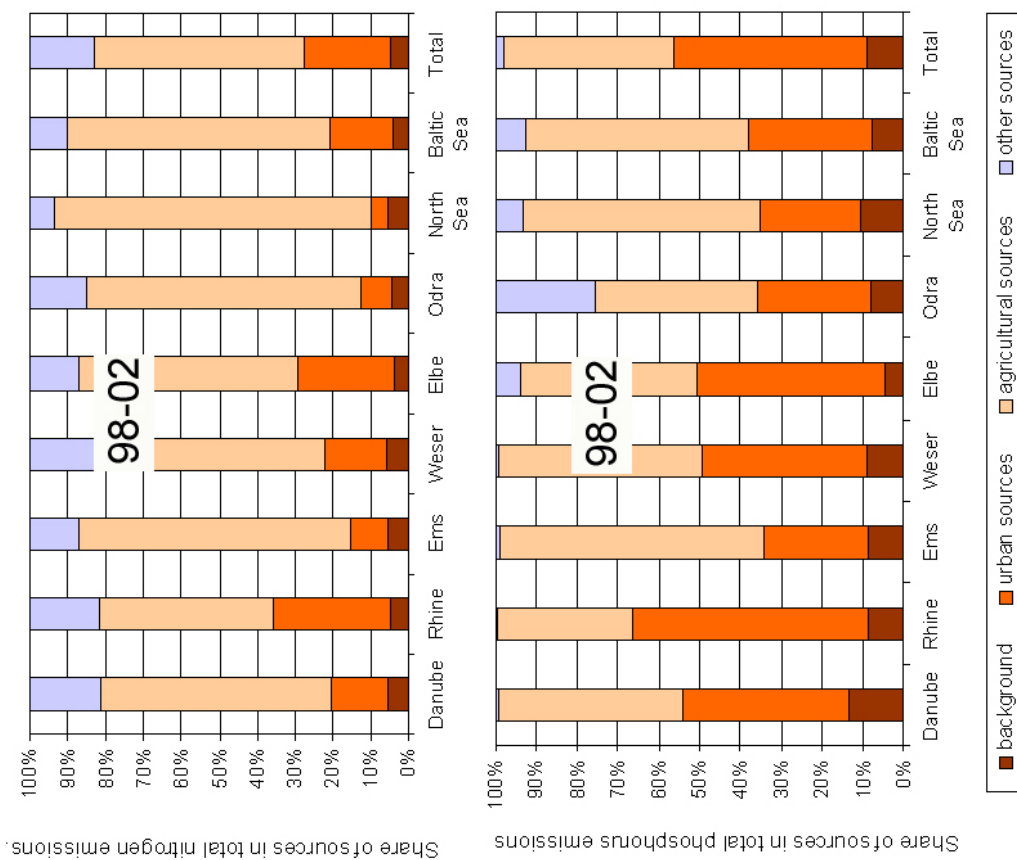 Share of sources in total nitrogen emissions.
100%
90%
80%
70%
60%
50%
40%
30%
20%
10%
0%
98-02
Danube
Rhine
Ems
Weser
Elbe
Odra
North
Sea
Baltic
Sea
Total
Share of sources in total phosphorus emissions
100%
90%
80%
70%
60%
50%
40%
30%
20%
10%
0%
98-02
Danube
Rhine
Ems
Weser
Elbe
Odra
North
Sea
Baltic
Sea
Total
background
urban sources
agricultural sources
other sources